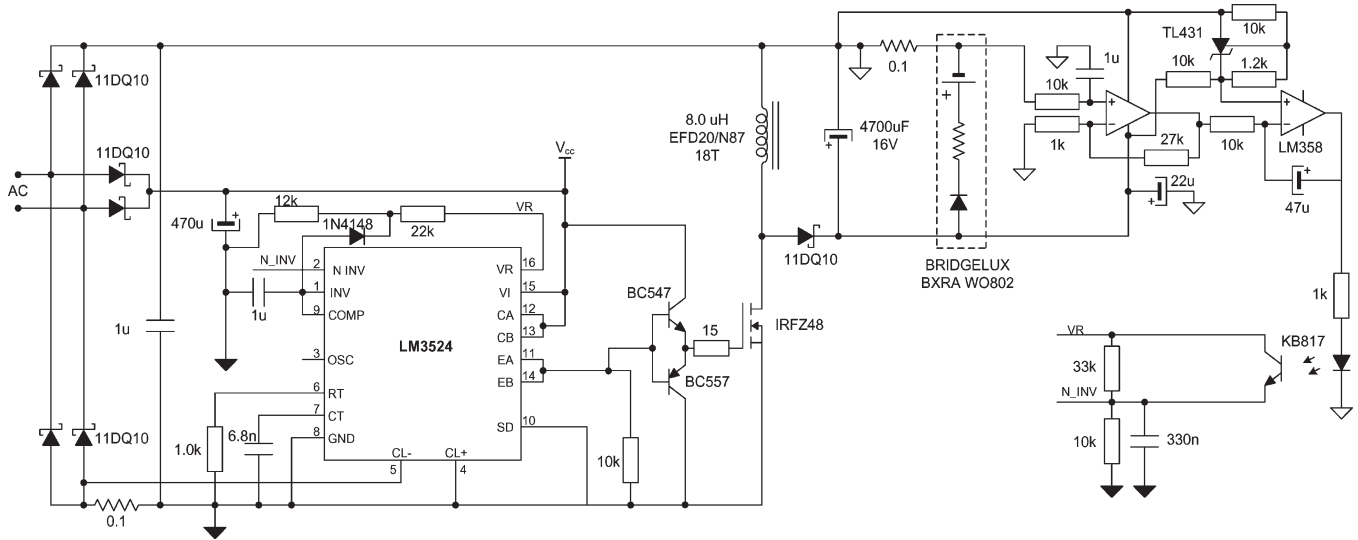 10k
TL431
11DQ10
0.1
+
1u
10k
10k
1.2k
+
8.0 uH
EFD20/N87
18T
4700uF
16V
+
+
−
+
−
1k
11DQ10
Vcc
27k
10k
LM358
AC
470u
+
12k
VR
22u
+
+
47u
1N4148
22k
11DQ10
N_INV
2
N INV
VR
16
BRIDGELUX
BXRA WO802
1
INV
VI
15
BC547
1u
9
COMP
CA
12
15
IRFZ48
1k
1u
CB
13
LM3524
VR
KB817
3
OSC
EA
11
33k
6
RT
EB
14
BC557
N_INV
7
CT
6.8n
11DQ10
1.0k
8
GND
SD
10
10k
330n
CL-
CL+
10k
5
4
0.1